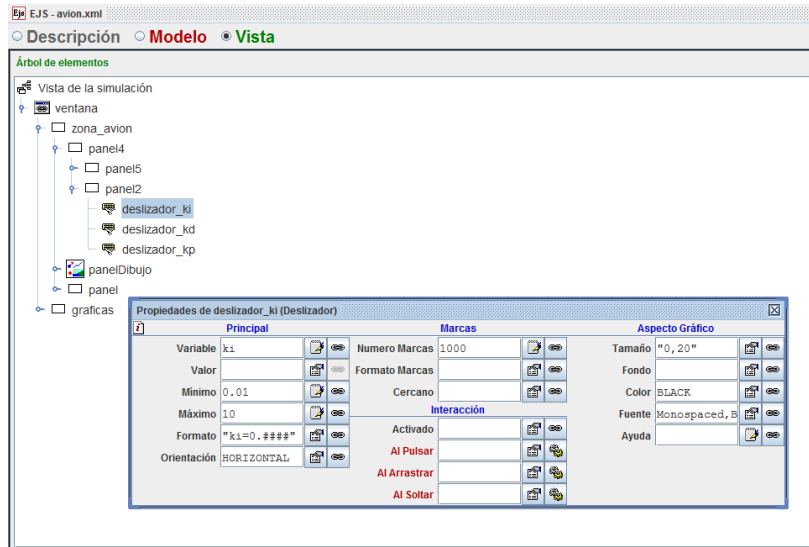 Ejs EJS - avion.xml
Descripción Modelo Vista
Árbol de elementos
Vista de la simulación
ventana
zona_avion
panel4
panel5
panel2
deslizador_ki
deslizador_kd
deslizador_kp
panelDibujo
panel
graficas
Propiedades de deslizador_ki (Deslizador)
i Principal Marcas Aspecto Gráfico
Variable ki Numero Marcas 1000 Tamaño "0,20"
Valor Formato Marcas Fondo
Mínimo 0.01 Cercano Color BLACK
Máximo 10 Interacción Fuente Monospaced,B
Formato "ki=0.####" Activado Ayuda
Orientación HORIZONTAL Al Pulsar
Al Arrastrar
Al Soltar